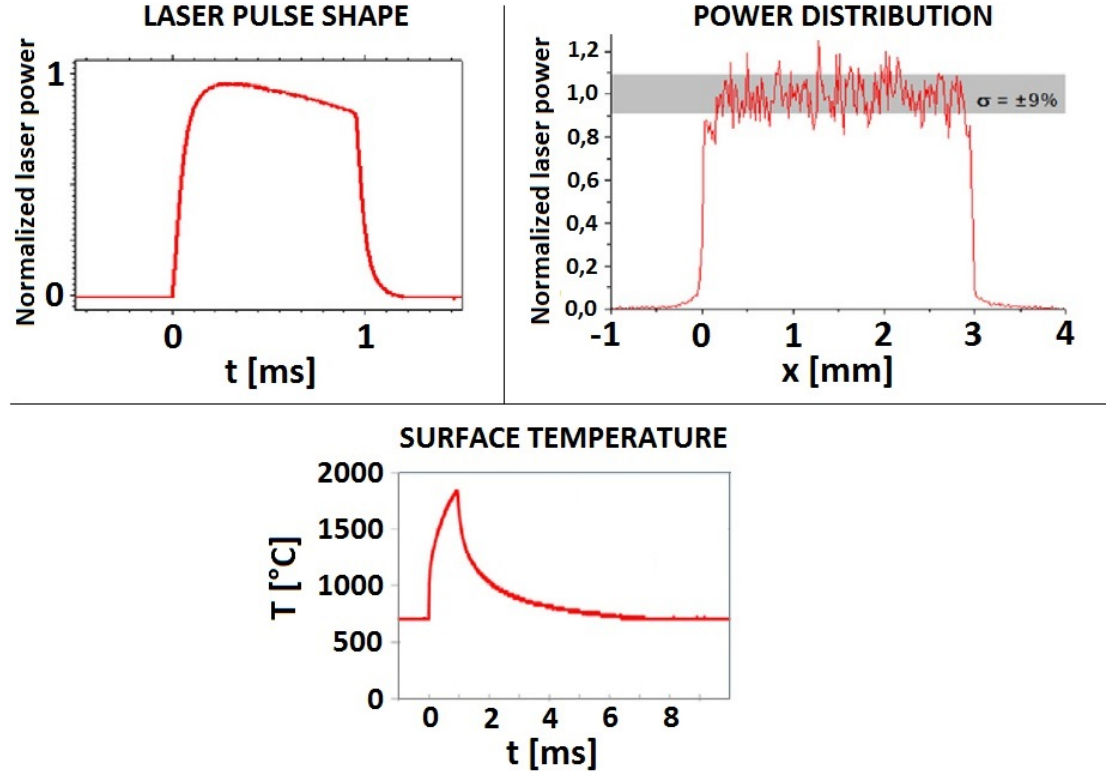 LASER PULSE SHAPE
Normalized laser power
1
0
0 1
t [ms]
POWER DISTRIBUTION
Normalized laser power
1,2
1,0
0,8
0,6
0,4
0,2
0,0
σ = ±9%
-1 0 1 2 3 4
x [mm]
SURFACE TEMPERATURE
T [°C]
2000
1500
1000
500
0
0 2 4 6 8
t [ms]